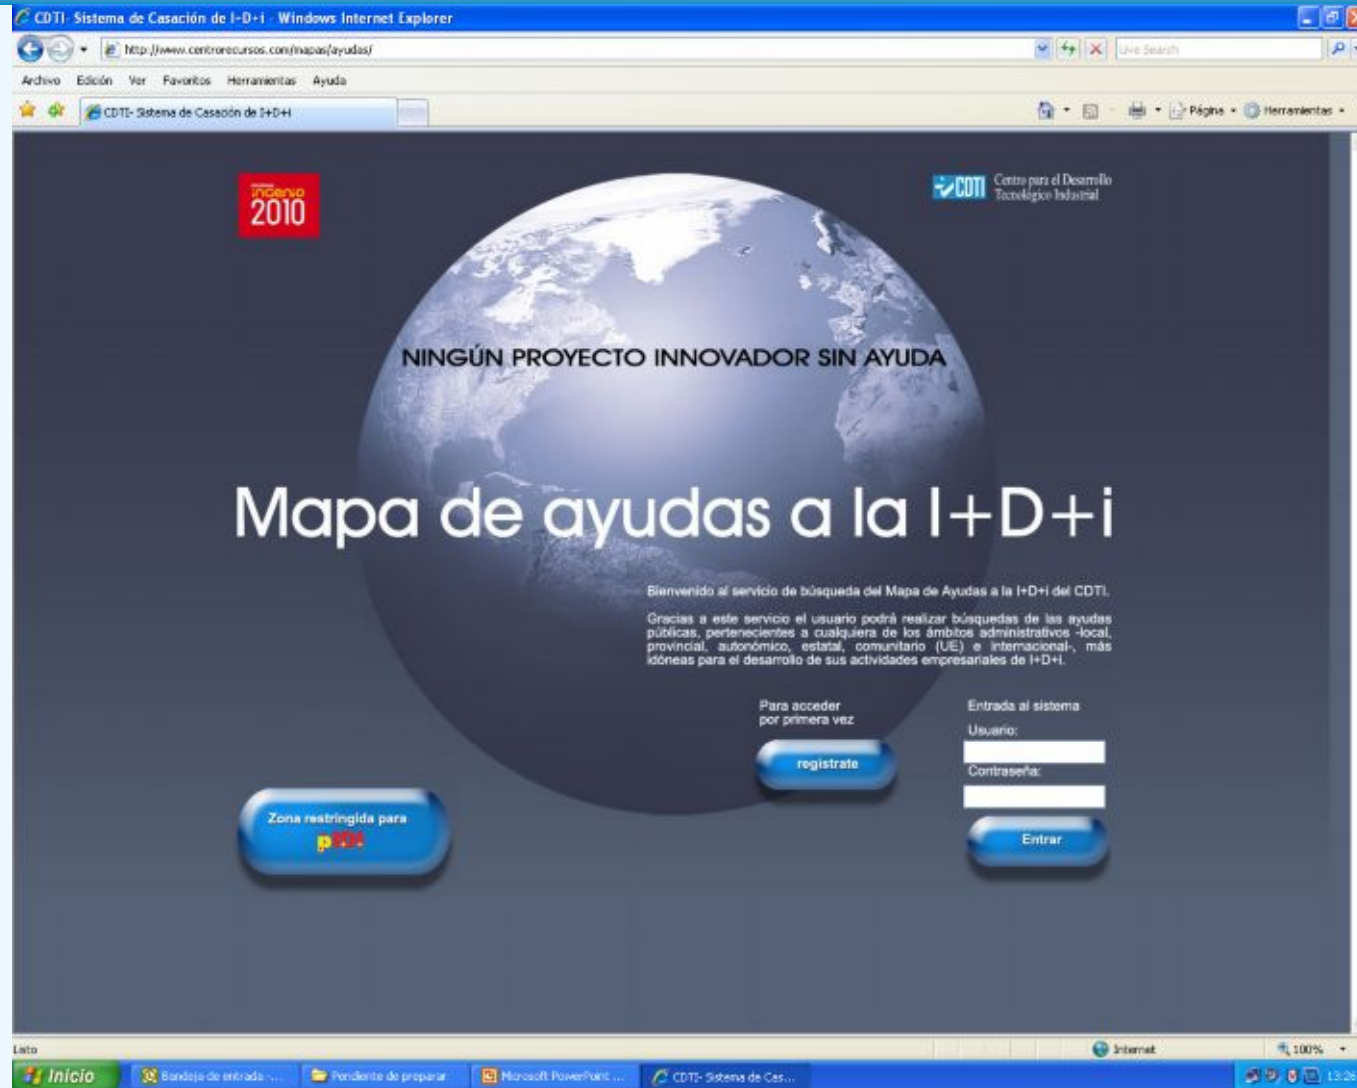 CDTI- Sistema de Casación de I+D+i - Windows Internet Explorer
http://www.centrorecursos.com/mapas/ayudas/
Live Search
Archivo Edición Ver Favoritos Herramientas Ayuda
CDTI- Sistema de Casación de I+D+i
Página Herramientas
ingenio
2010
CDTI Centro para el Desarrollo
Tecnológico Industrial
NINGÚN PROYECTO INNOVADOR SIN AYUDA
Mapa de ayudas a la I+D+i
Bienvenido al servicio de búsqueda del Mapa de Ayudas a la I+D+i del CDTI.
Gracias a este servicio el usuario podrá realizar búsquedas de las ayudas
públicas, pertenecientes a cualquiera de los ámbitos administrativos -local,
provincial, autonómico, estatal, comunitario (UE) e internacional-, más
idóneas para el desarrollo de sus actividades empresariales de I+D+I.
Para acceder
por primera vez
registrate
Entrada al sistema
Usuario:
Contraseña:
Entrar
Zona restringida para
Listo
Internet
100%
Inicio
Bandeja de entrada -...
Pendiente de preparar
Microsoft PowerPoint ...
CDTI- Sistema de Cas...
13:26